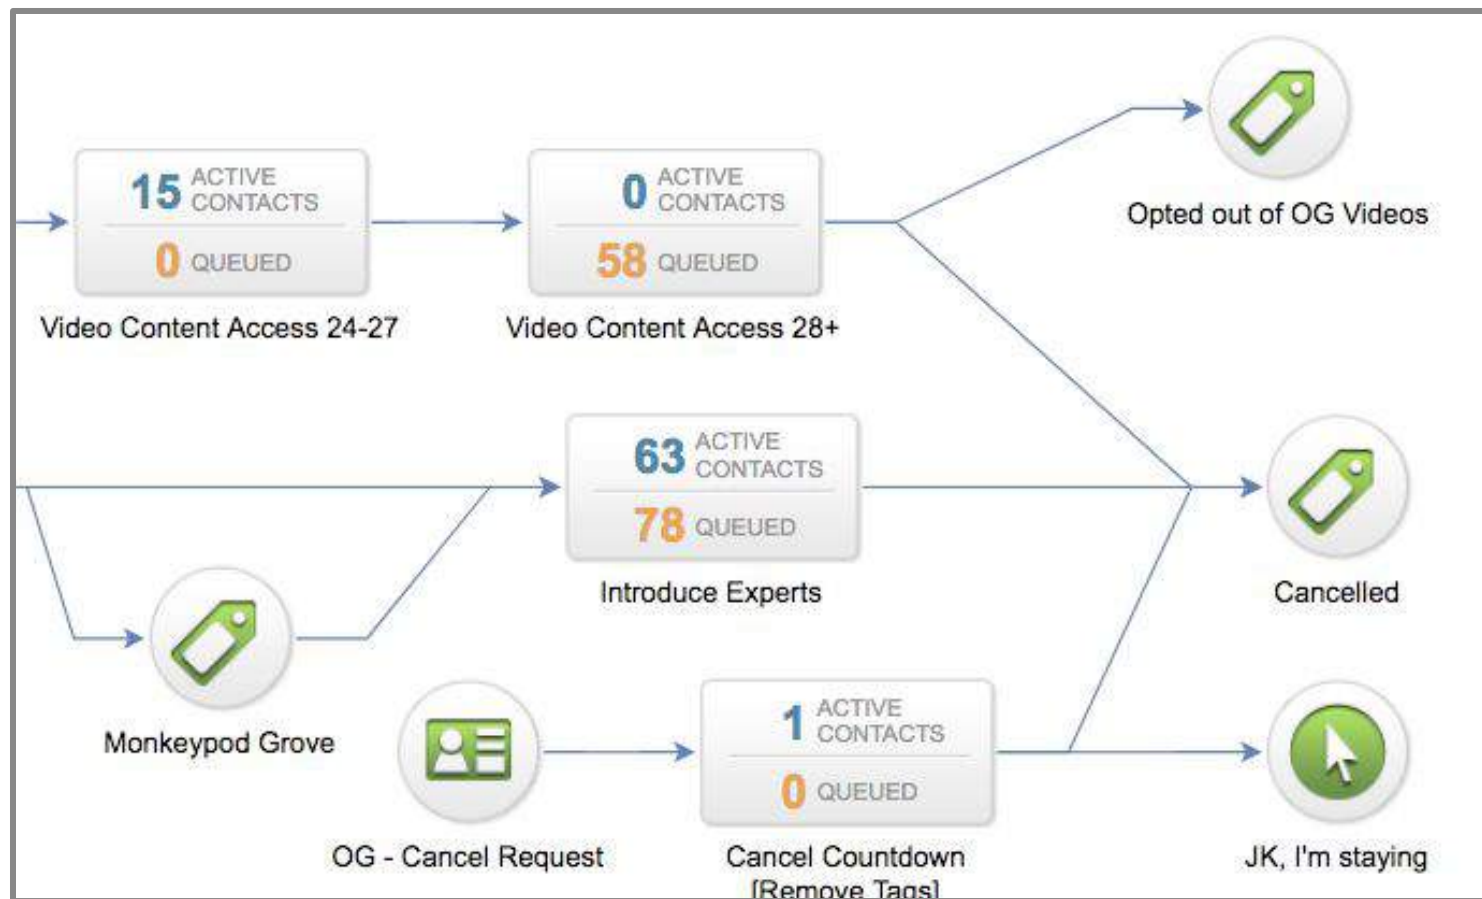 Opted out of OG Videos
15 ACTIVE CONTACTS
0 QUEUED
Video Content Access 24-27
0 ACTIVE CONTACTS
58 QUEUED
Video Content Access 28+
63 ACTIVE CONTACTS
78 QUEUED
Introduce Experts
Cancelled
Monkeypod Grove
OG - Cancel Request
1 ACTIVE CONTACTS
0 QUEUED
Cancel Countdown
[Remove Tags]
JK, I'm staying